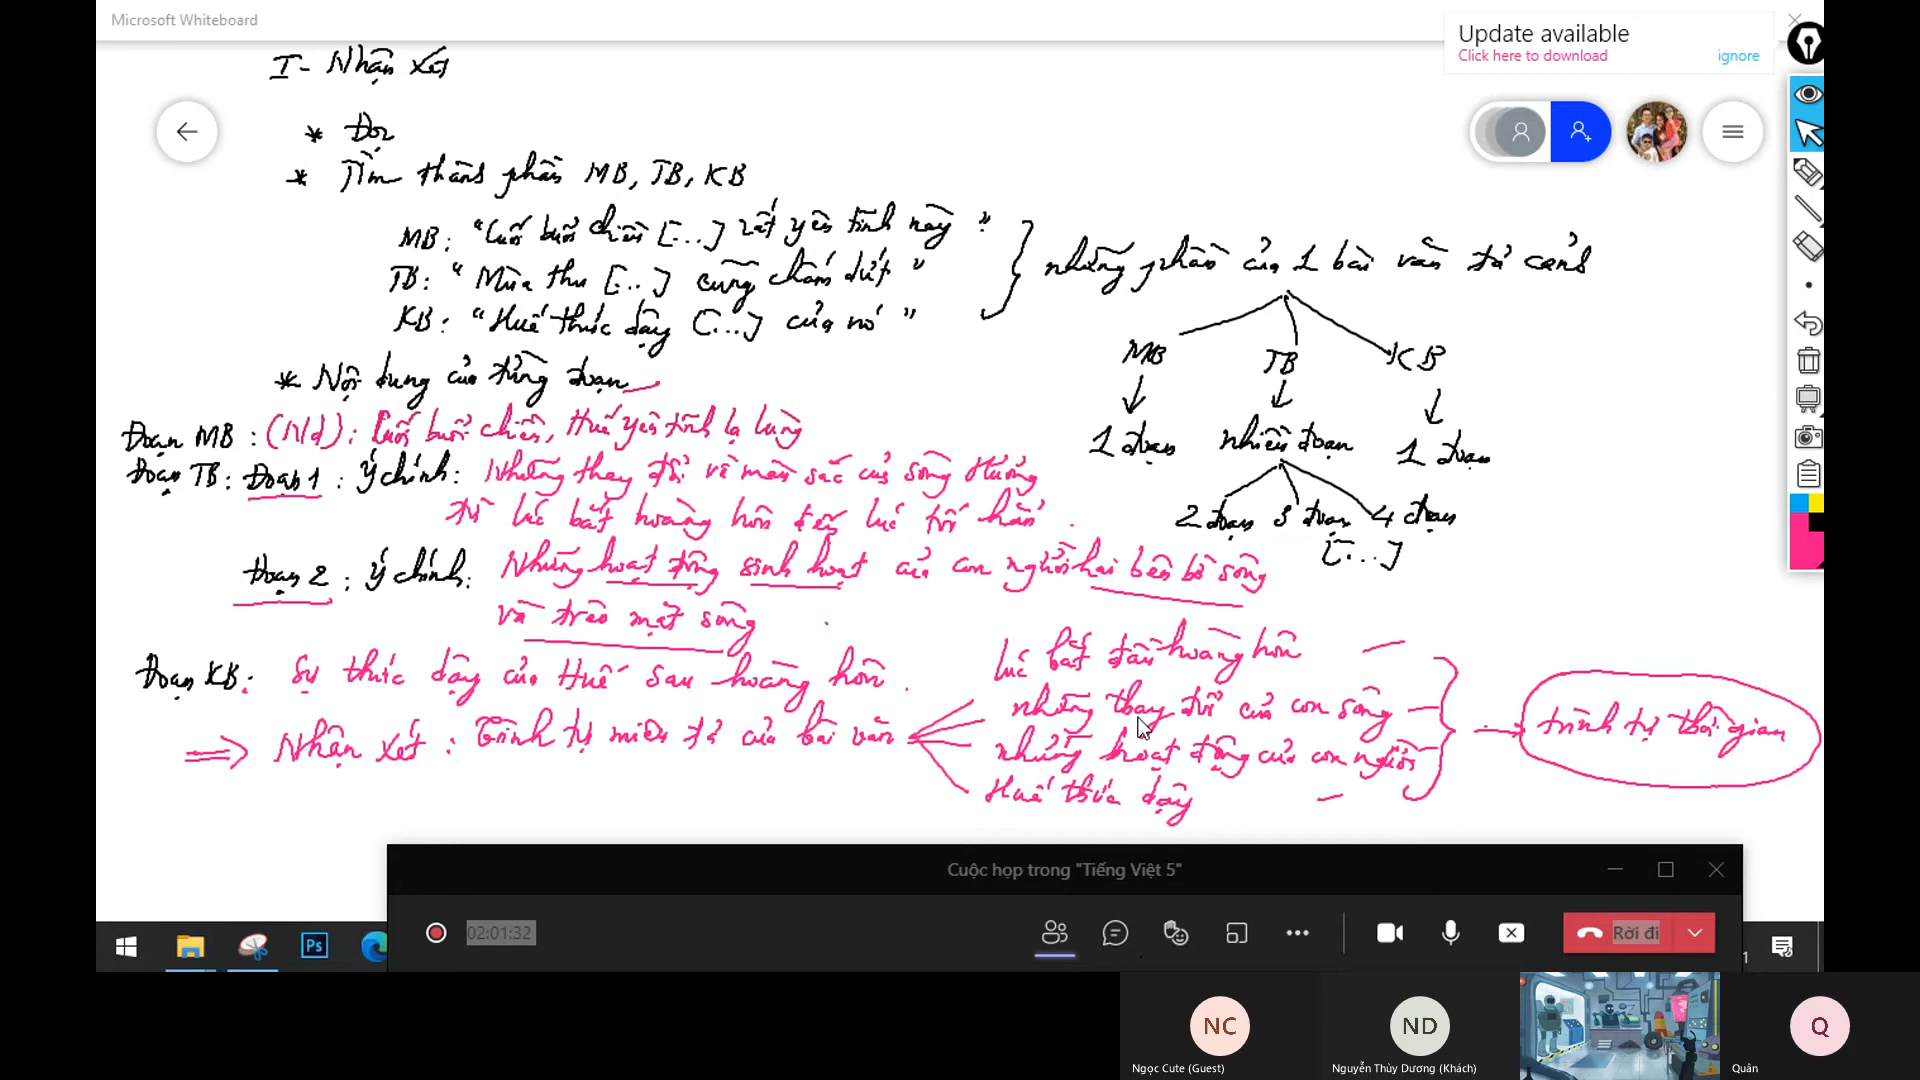 Microsoft Whiteboard
Update available
Click here to download
ignore
I- Nhận xét
* Đọc
* Tìm thành phần MB, TB, KB
MB: "Cuối buổi chiều [...] rất yên tĩnh này"
TB: "Mùa thu [...] cũng chấm dứt"
KB: "Huế thức dậy [...] của nó"
những phần của 1 bài văn tả cảnh
MB TB KB
1 đoạn nhiều đoạn 1 đoạn
2 đoạn 3 đoạn 4 đoạn
[...]
* Nội dung của từng đoạn
Đoạn MB: (N/d): Cuối buổi chiều, Huế yên tĩnh lạ lùng
Đoạn TB: Đoạn 1: Ý chính: Những thay đổi về màu sắc của sông Hương
từ lúc bắt hoàng hôn đến lúc tối hẳn.
Đoạn 2: Ý chính: Những hoạt động sinh hoạt của con người hai bên bờ sông
và trên mặt sông.
Đoạn KB: Sự thức dậy của Huế sau hoàng hôn.
=> Nhận xét: Trình tự miêu tả của bài văn
lúc bắt đầu hoàng hôn
những thay đổi của con sông
những hoạt động của con người
Huế thức dậy
trình tự thời gian
Cuộc họp trong "Tiếng Việt 5"
02:01:32
Rời đi
Ps
1
NC
ND
Q
Ngọc Cute (Guest)
Nguyễn Thùy Dương (Khách)
Quân